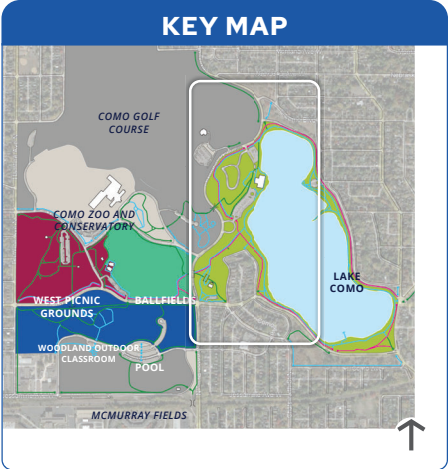 KEY MAP
COMO GOLF
COURSE
COMO ZOO AND
CONSERVATORY
LAKE
COMO
WEST PICNIC
GROUNDS
BALLFIELDS
WOODLAND OUTDOOR
CLASSROOM
POOL
MCMURRAY FIELDS